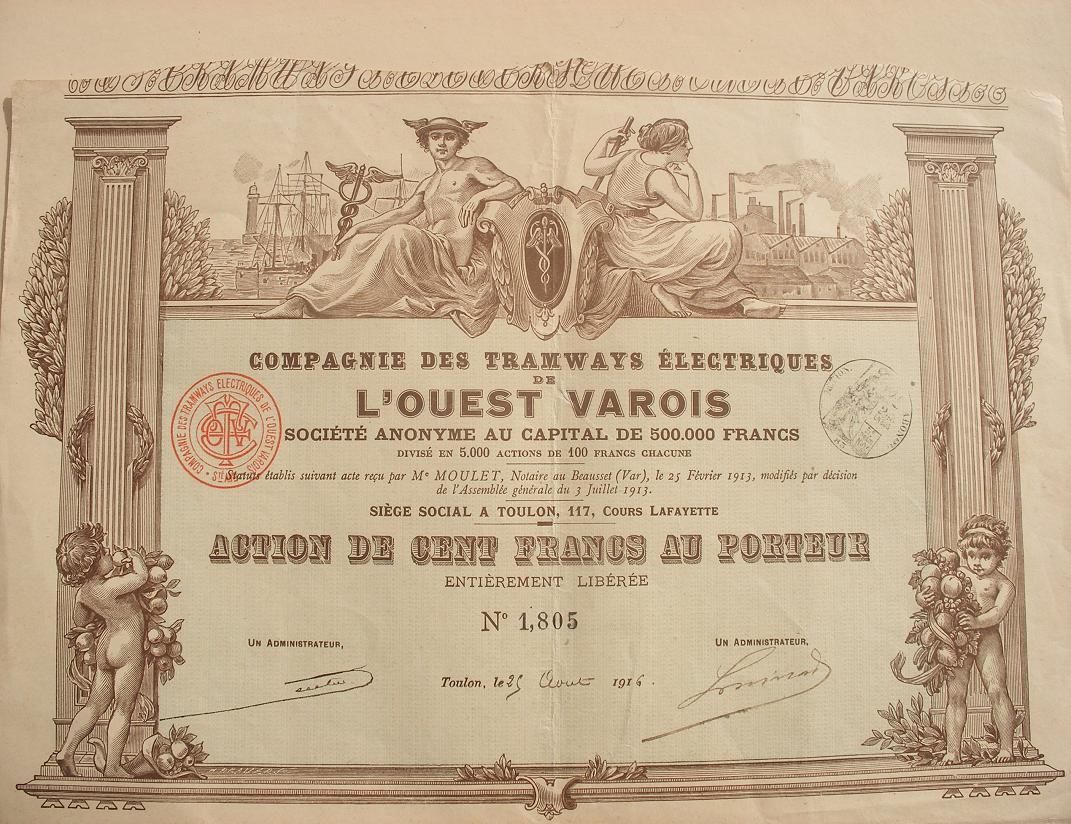 COMPAGNIE DES TRAMWAYS ÉLECTRIQUES
DE
L'OUEST VAROIS
SOCIÉTÉ ANONYME AU CAPITAL DE 500.000 FRANCS
DIVISÉ EN 5.000 ACTIONS DE 100 FRANCS CHACUNE
COMPAGNIE DES TRAMWAYS ELECTRIQUES DE L'OUEST VAROIS
Statuts établis suivant acte reçu par Me MOULET, Notaire au Beausset (Var), le 25 Février 1913, modifiés par décision
de l'Assemblée générale du 3 Juillet 1913.
SIÈGE SOCIAL A TOULON, 117, COURS LAFAYETTE
ACTION DE CENT FRANCS AU PORTEUR
ENTIÈREMENT LIBÉRÉE
No 1,805
UN ADMINISTRATEUR,
UN ADMINISTRATEUR,
Toulon, le 25 Aout 1916.